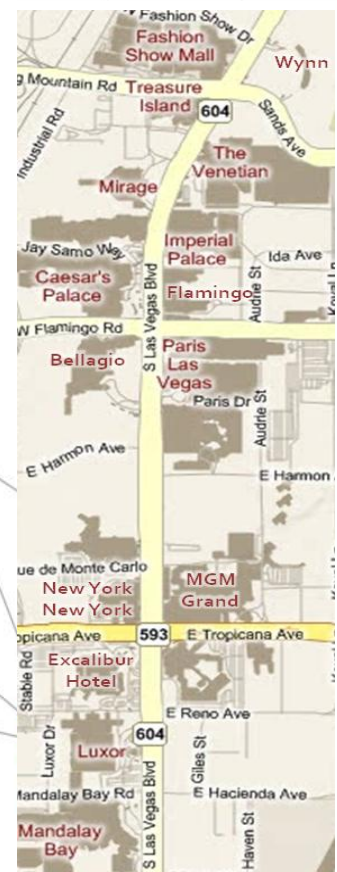 W Fashion Show Dr
Fashion
Show Mall
Wynn
g Mountain Rd
Treasure
Island
604
Sands Ave
Industrial Rd
The
Venetian
Mirage
Jay Sarno Way
Imperial
Palace
Ida Ave
Caesar's
Palace
Flamingo
Audrie St
Koval Ln
S Las Vegas Blvd
W Flamingo Rd
Bellagio
Paris
Las
Vegas
Paris Dr
Audrie St
E Harmon Ave
E Harmon
ue de Monte Carlo
New York
New York
MGM
Grand
opicana Ave
593
E Tropicana Ave
Excalibur
Hotel
Stable Rd
E Reno Ave
604
Luxor Dr
Luxor
Giles St
Mandalay Bay Rd
E Hacienda Ave
S Las Vegas Blvd
Haven St
Mandalay
Bay